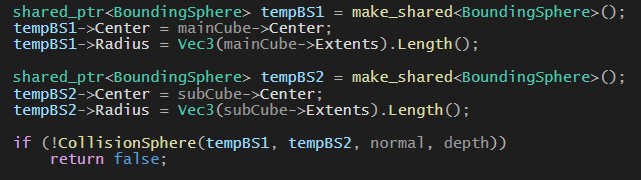 shared_ptr<BoundingSphere> tempBS1 = make_shared<BoundingSphere>();
tempBS1->Center = mainCube->Center;
tempBS1->Radius = Vec3(mainCube->Extents).Length();
shared_ptr<BoundingSphere> tempBS2 = make_shared<BoundingSphere>();
tempBS2->Center = subCube->Center;
tempBS2->Radius = Vec3(subCube->Extents).Length();
if (!CollisionSphere(tempBS1, tempBS2, normal, depth))
    return false;